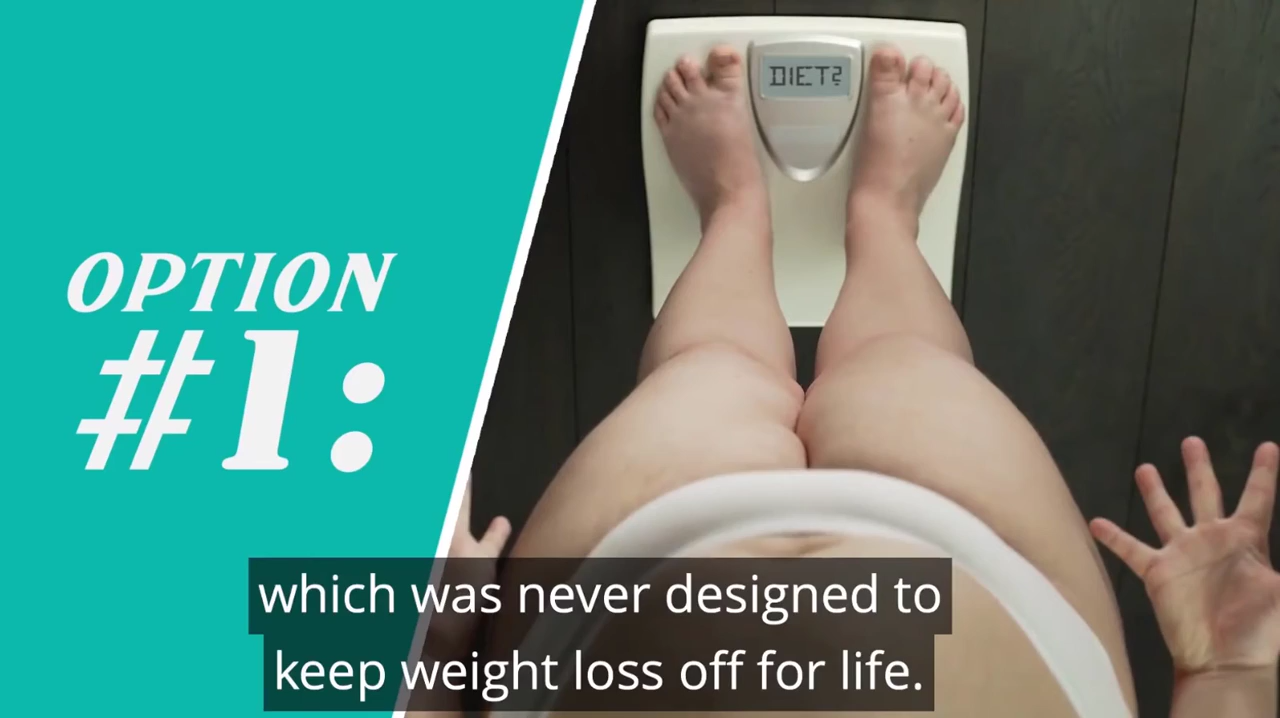 OPTION
#1:
DIET?
which was never designed to
keep weight loss off for life.